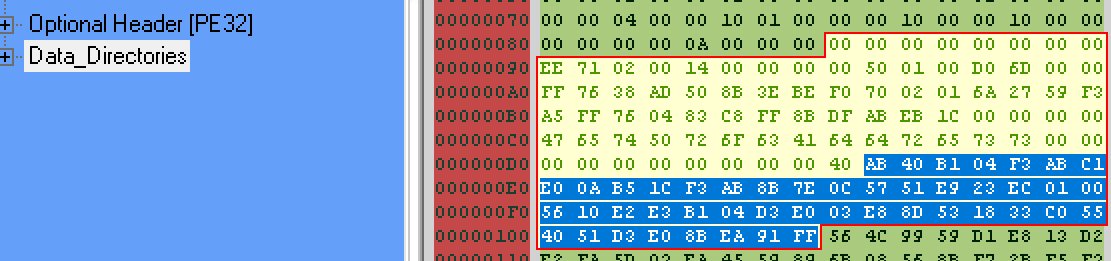 Optional Header [PE32]
Data_Directories
00000070 00 00 04 00 00 10 01 00 00 00 10 00 00 10 00 00
00000080 00 00 00 00 0A 00 00 00 00 00 00 00 00 00 00 00
00000090 EE 71 02 00 14 00 00 00 00 50 01 00 D0 6D 00 00
000000A0 FF 76 38 AD 50 8B 3E BE F0 70 02 01 6A 27 59 F3
000000B0 A5 FF 76 04 83 C8 FF 8B DF AB EB 1C 00 00 00 00
000000C0 47 65 74 50 72 6F 63 41 64 64 72 65 73 73 00 00
000000D0 00 00 00 00 00 00 00 00 40 AB 40 B1 04 F3 AB C1
000000E0 E0 0A B5 1C F3 AB 8B 7E 0C 57 51 E9 23 EC 01 00
000000F0 56 10 E2 E3 B1 04 D3 E0 03 E8 8D 53 18 33 C0 55
00000100 40 51 D3 E0 8B EA 91 FF 56 4C 99 59 D1 E8 13 D2